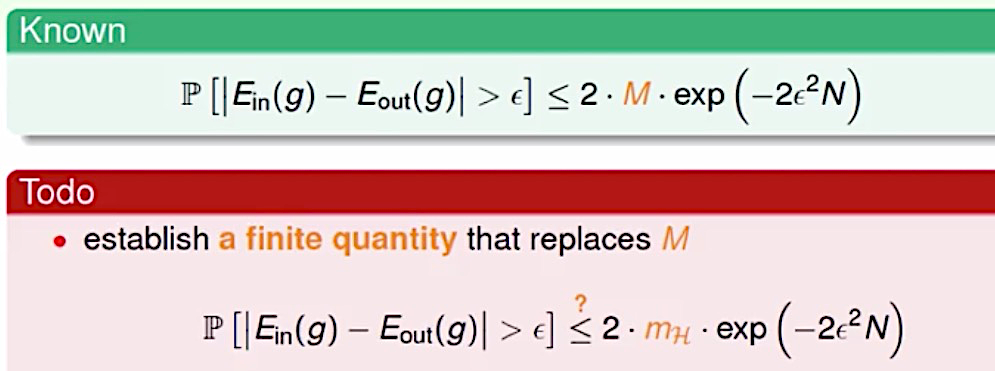 Known
ℙ [|E_in(g) − E_out(g)| > ϵ] ≤ 2 · M · exp (−2ϵ²N)
Todo
• establish a finite quantity that replaces M
ℙ [|E_in(g) − E_out(g)| > ϵ] ≤^? 2 · m_ℋ · exp (−2ϵ²N)